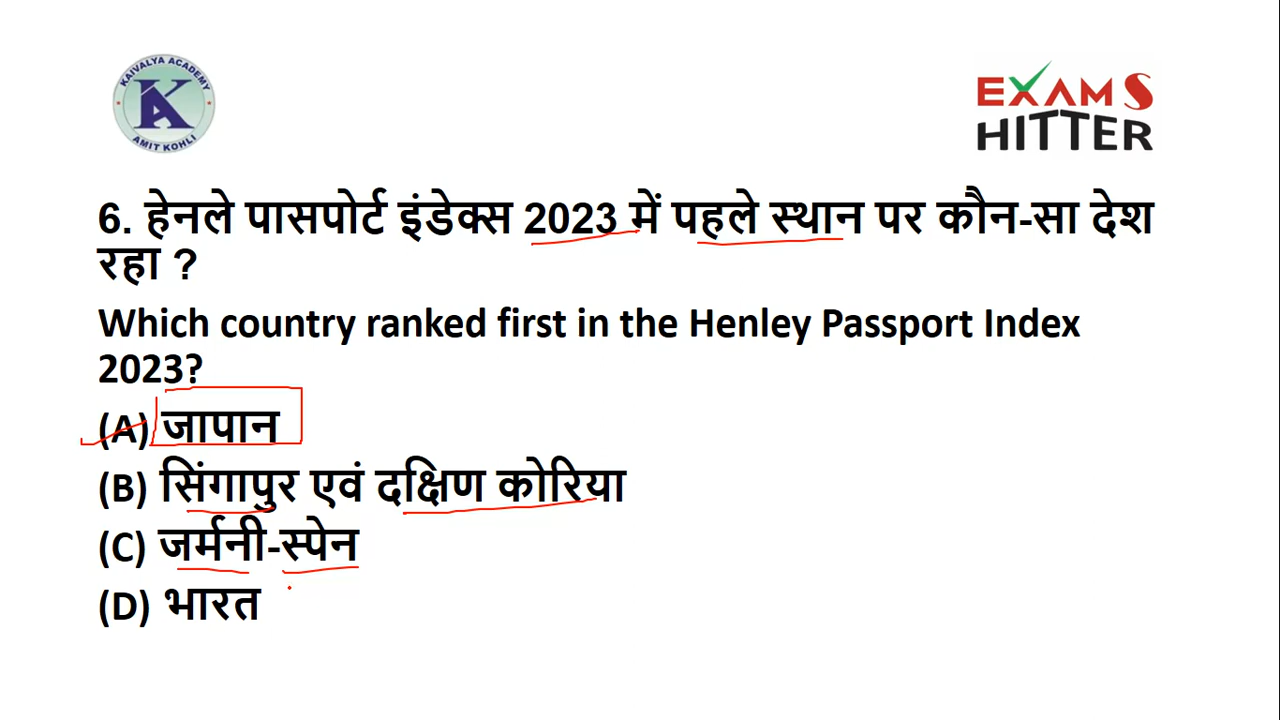 KAIVALYA ACADEMY
KA
AMIT KOHLI
EXAMS
HITTER
6. हेनले पासपोर्ट इंडेक्स 2023 में पहले स्थान पर कौन-सा देश
रहा ?
Which country ranked first in the Henley Passport Index
2023?
(A) जापान
(B) सिंगापुर एवं दक्षिण कोरिया
(C) जर्मनी-स्पेन
(D) भारत